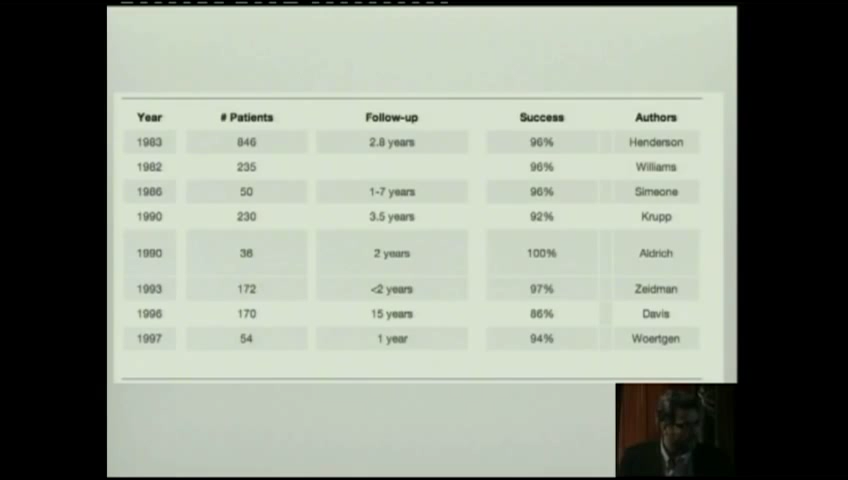 Year # Patients Follow-up Success Authors
1983 846 2.8 years 96% Henderson
1982 235 96% Williams
1986 50 1-7 years 96% Simeone
1990 230 3.5 years 92% Krupp
1990 36 2 years 100% Aldrich
1993 172 <2 years 97% Zeidman
1996 170 15 years 86% Davis
1997 54 1 year 94% Woertgen